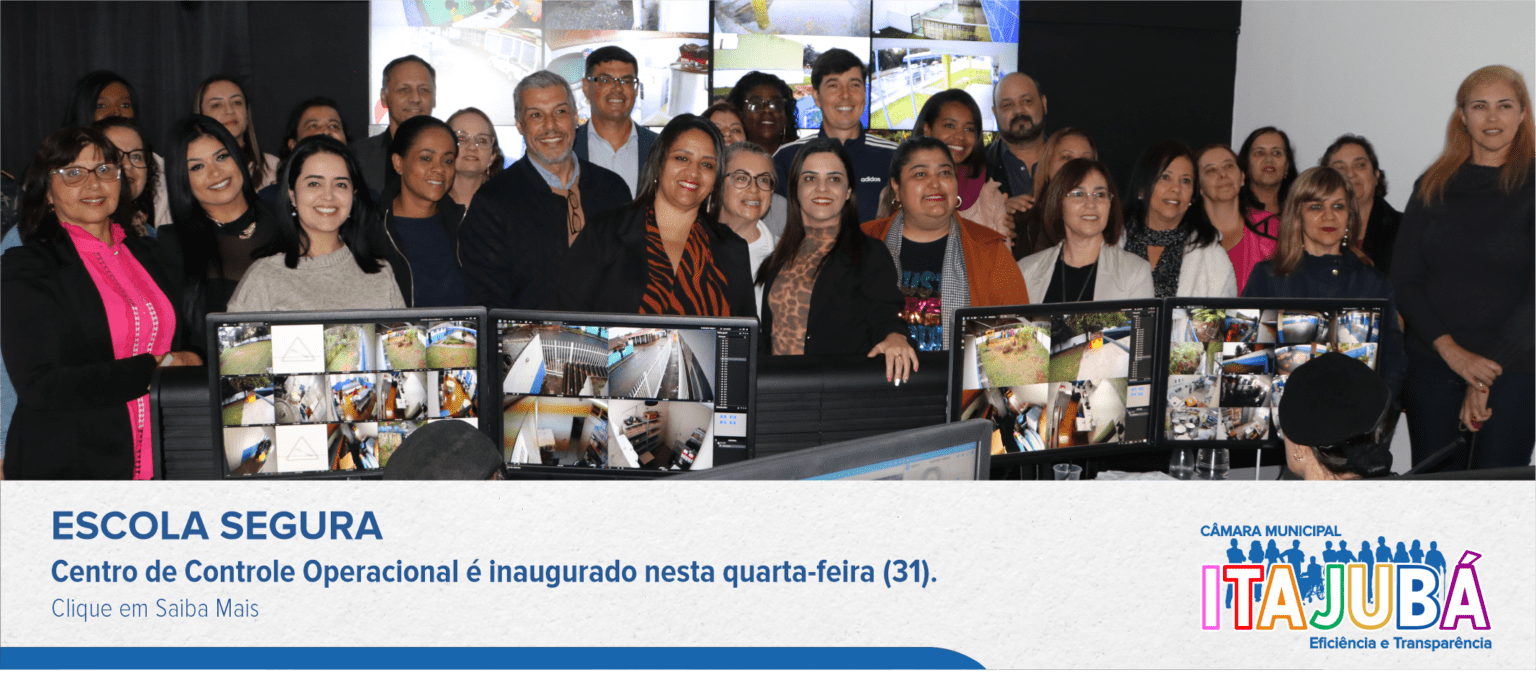 adidas
ESCOLA SEGURA
Centro de Controle Operacional é inaugurado nesta quarta-feira (31).
Clique em Saiba Mais
CÂMARA MUNICIPAL
ITAJUBÁ
Eficiência e Transparência